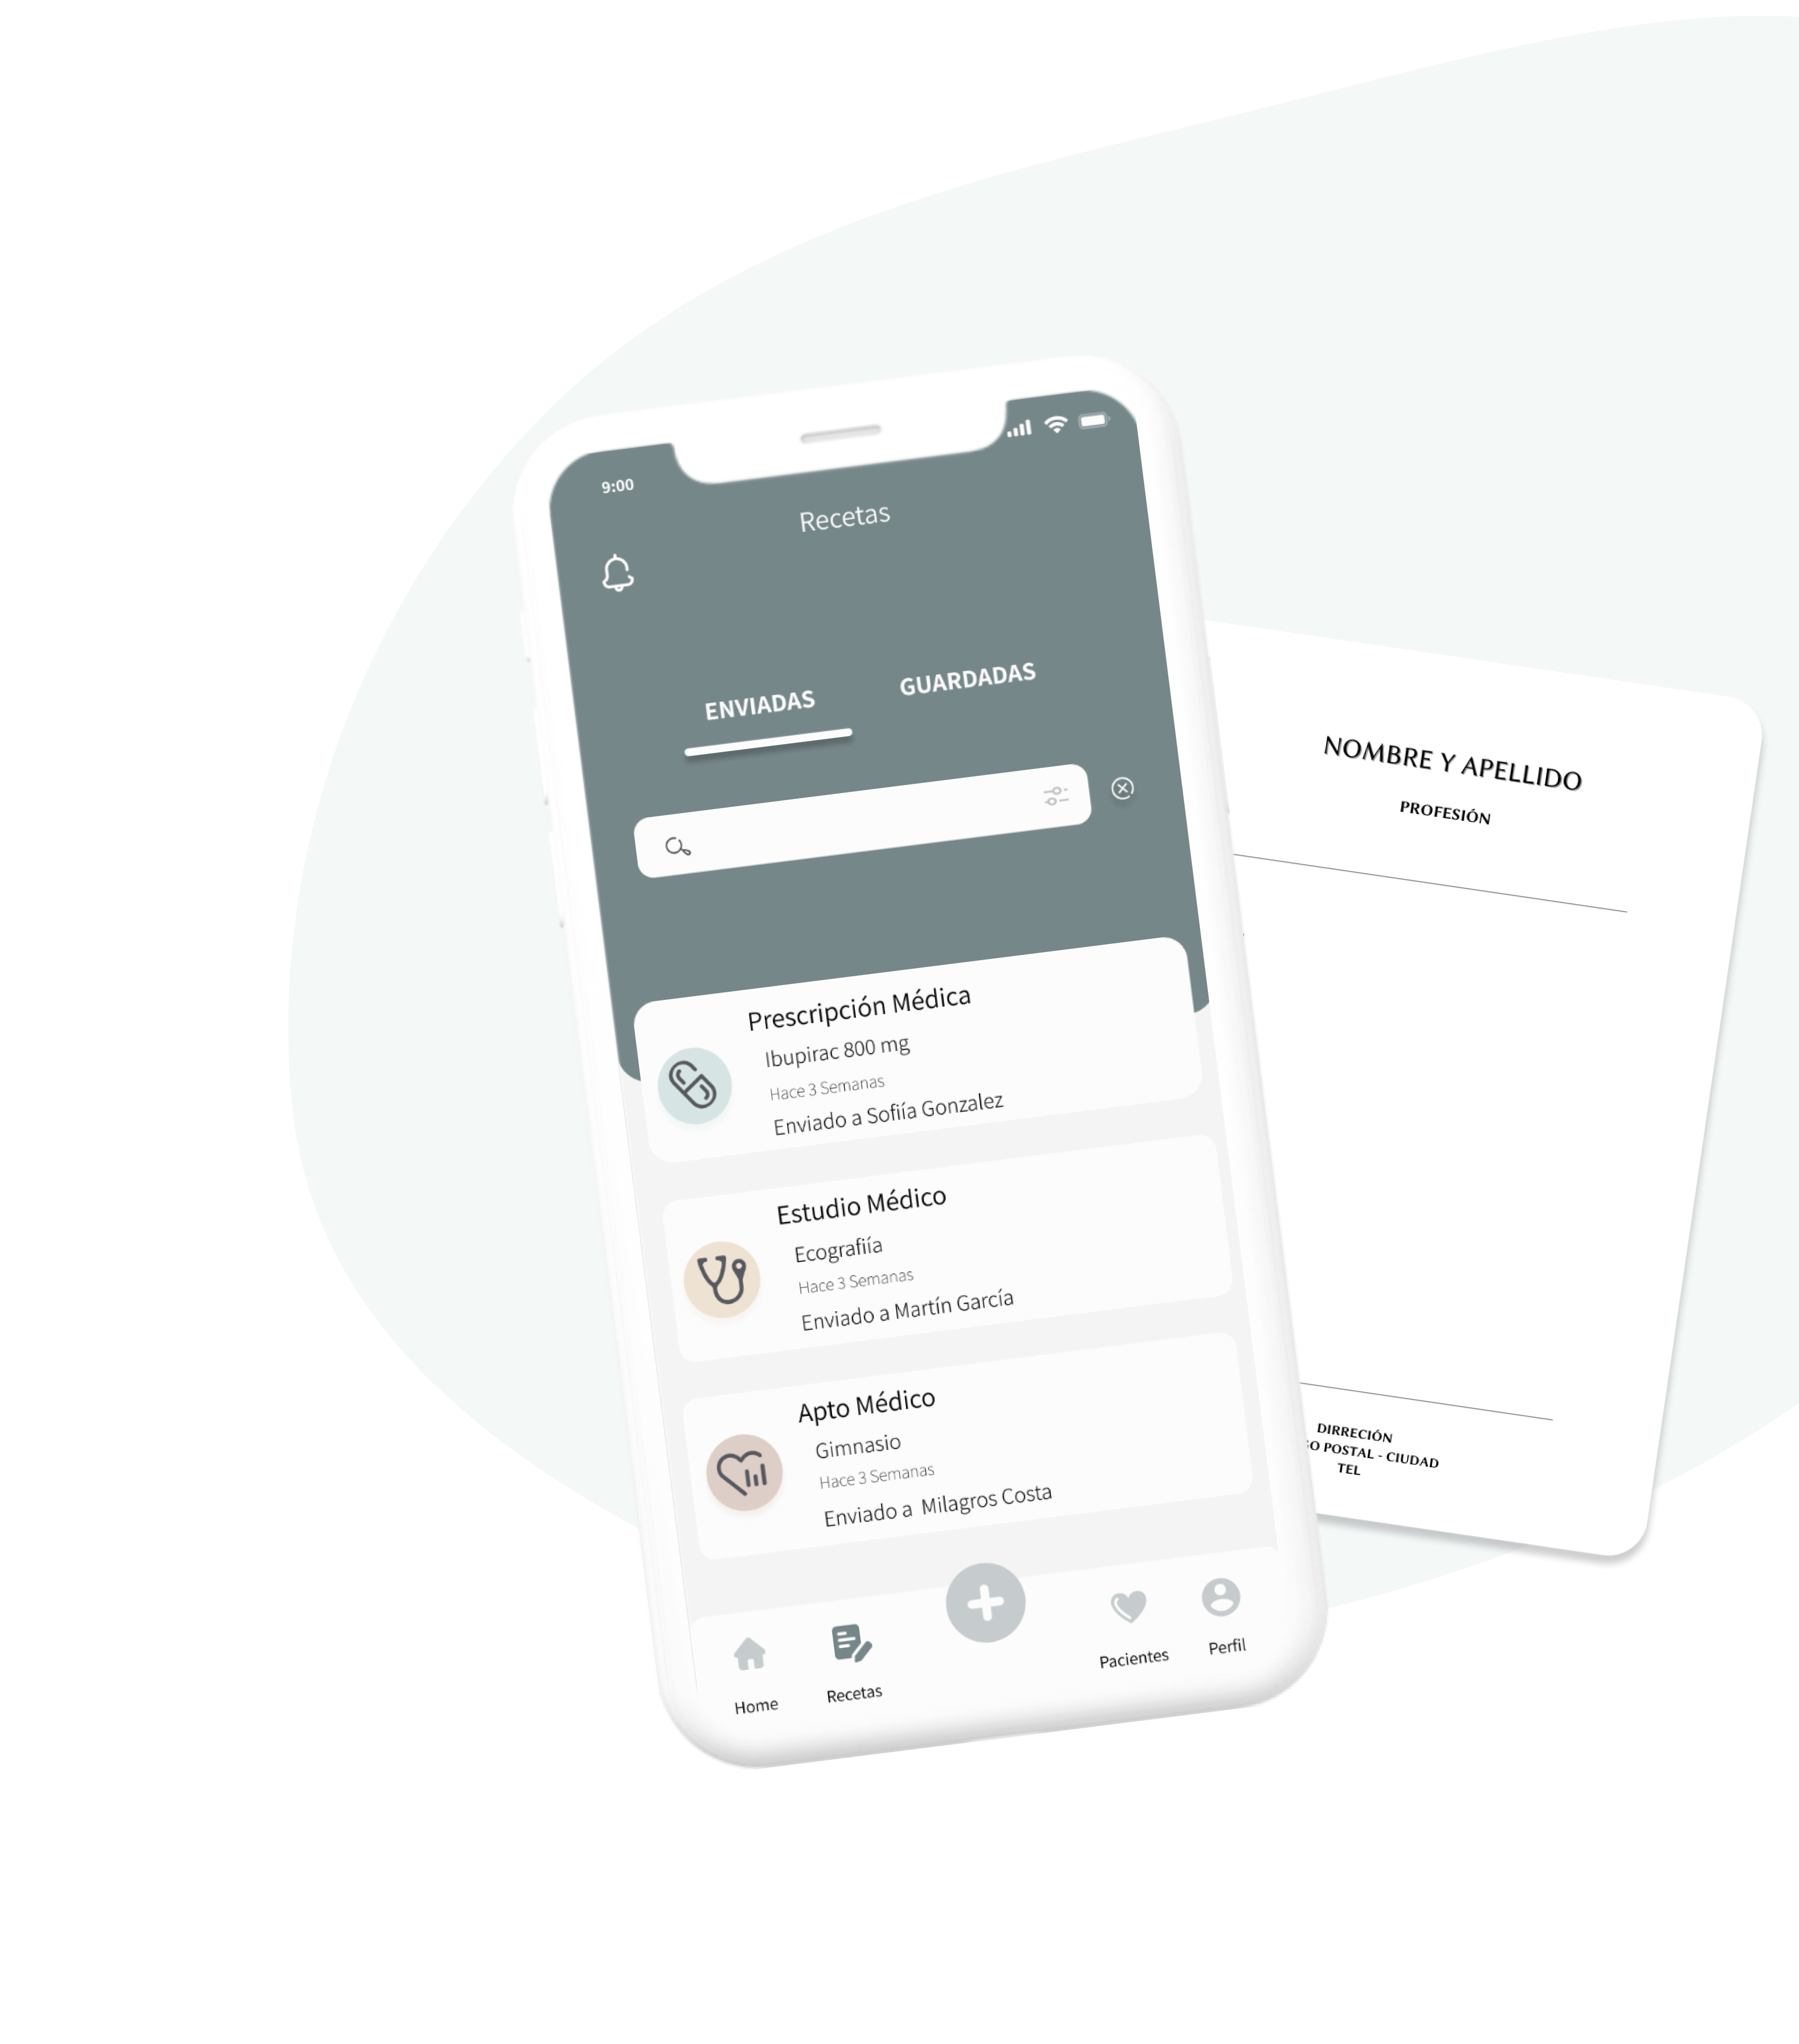 9:00
Recetas
ENVIADAS
GUARDADAS
Prescripción Médica
Ibupirac 800 mg
Hace 3 Semanas
Enviado a Sofiía Gonzalez
Estudio Médico
Ecografiía
Hace 3 Semanas
Enviado a Martín García
Apto Médico
Gimnasio
Hace 3 Semanas
Enviado a Milagros Costa
Home
Recetas
Pacientes
Perfil
NOMBRE Y APELLIDO
PROFESIÓN
DIRRECIÓN
POSTAL - CIUDAD
TEL